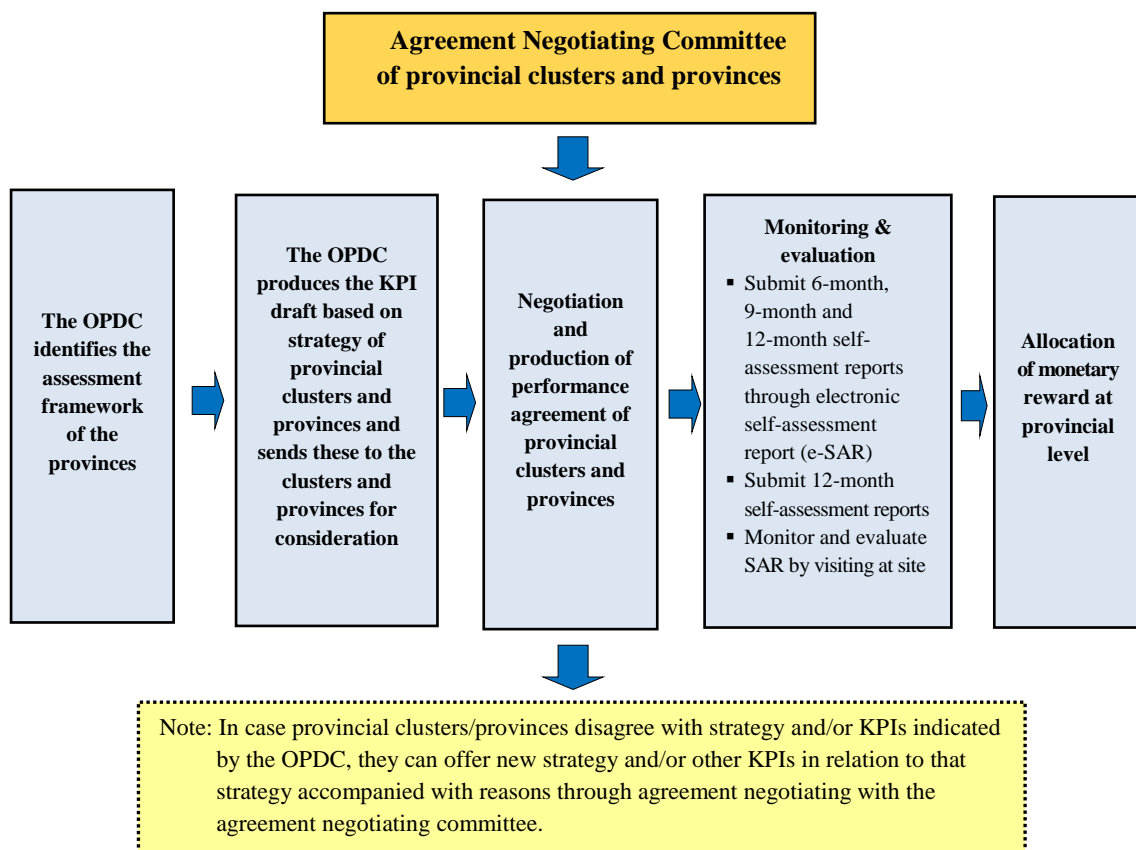 Agreement Negotiating Committee
of provincial clusters and provinces
The OPDC
identifies the
assessment
framework
of the
provinces
The OPDC
produces the KPI
draft based on
strategy of
provincial
clusters and
provinces and
sends these to the
clusters and
provinces for
consideration
Negotiation
and
production of
performance
agreement of
provincial
clusters and
provinces
Monitoring &
evaluation
▪ Submit 6-month,
9-month and
12-month self-
assessment reports
through electronic
self-assessment
report (e-SAR)
▪ Submit 12-month
self-assessment reports
▪ Monitor and evaluate
SAR by visiting at site
Allocation
of monetary
reward at
provincial
level
Note: In case provincial clusters/provinces disagree with strategy and/or KPIs indicated
by the OPDC, they can offer new strategy and/or other KPIs in relation to that
strategy accompanied with reasons through agreement negotiating with the
agreement negotiating committee.